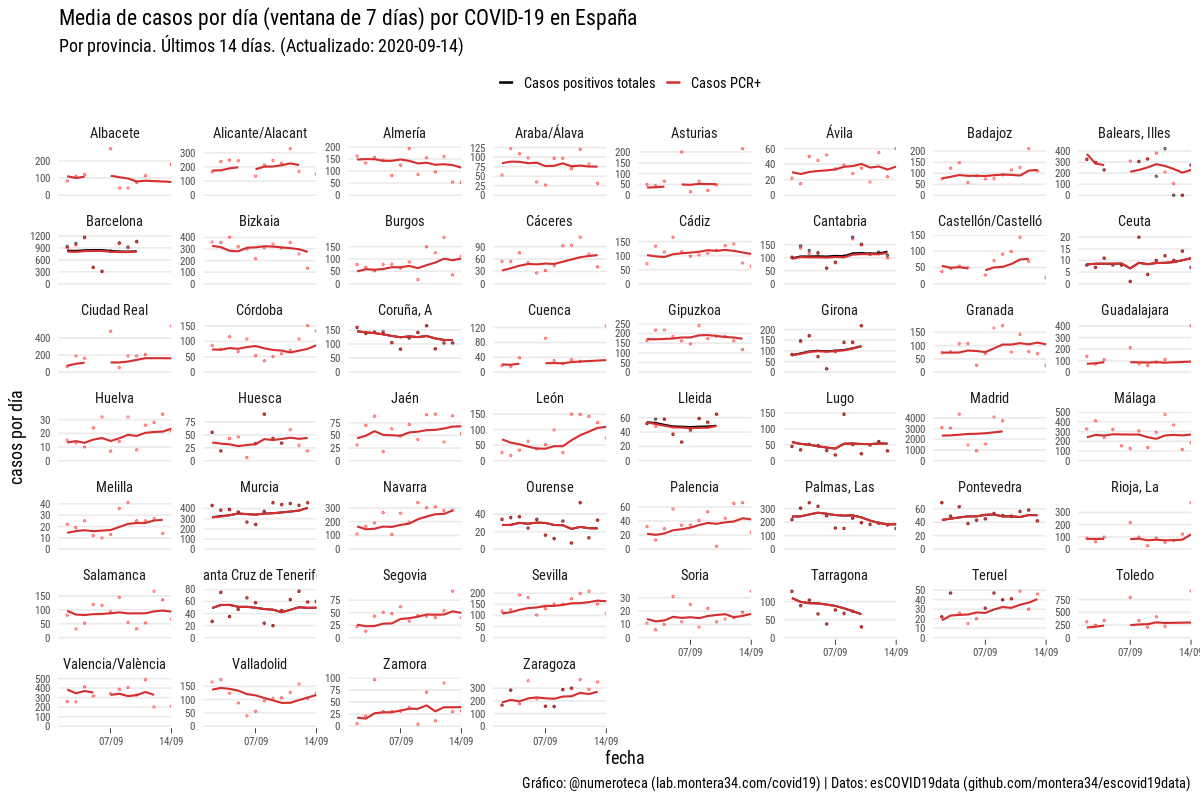 Media de casos por día (ventana de 7 días) por COVID-19 en España
Por provincia. Últimos 14 días. (Actualizado: 2020-09-14)
Casos positivos totales Casos PCR+
Albacete Alicante/Alacant Almería Araba/Álava Asturias Ávila Badajoz Balears, Illes
200 100 0 300 200 100 0 200 150 100 50 0 125 100 75 50 25 0 200 150 100 50 0 60 40 20 0 200 150 100 50 0 400 300 200 100 0
Barcelona Bizkaia Burgos Cáceres Cádiz Cantabria Castellón/Castelló Ceuta
1200 900 600 300 0 400 300 200 100 0 150 100 50 0 90 60 30 0 150 100 50 0 150 100 50 0 150 100 50 0 20 15 10 5 0
Ciudad Real Córdoba Coruña, A Cuenca Gipuzkoa Girona Granada Guadalajara
400 200 0 150 100 50 0 150 100 50 0 120 80 40 0 250 200 150 100 50 0 200 150 100 50 0 150 100 50 0 400 300 200 100 0
Huelva Huesca Jaén León Lleida Lugo Madrid Málaga
30 20 10 0 75 50 25 0 75 50 25 0 150 100 50 0 60 40 20 0 150 100 50 0 4000 3000 2000 1000 0 500 400 300 200 100 0
Melilla Murcia Navarra Ourense Palencia Palmas, Las Pontevedra Rioja, La
40 30 20 10 0 400 300 200 100 0 300 200 100 0 40 20 0 60 40 20 0 300 200 100 0 60 40 20 0 300 200 100 0
Salamanca anta Cruz de Tenerif Segovia Sevilla Soria Tarragona Teruel Toledo
150 100 50 0 80 60 40 20 0 75 50 25 0 200 150 100 50 0 30 20 10 0 100 50 0 50 40 30 20 10 0 750 500 250 0
07/09 14/09 07/09 14/09 07/09 14/09 07/09 14/09
Valencia/València Valladolid Zamora Zaragoza
500 400 300 200 100 0 150 100 50 0 100 75 50 25 0 300 200 100 0
07/09 14/09 07/09 14/09 07/09 14/09 07/09 14/09
casos por día
fecha
Gráfico: @numeroteca (lab.montera34.com/covid19) | Datos: esCOVID19data (github.com/montera34/escovid19data)